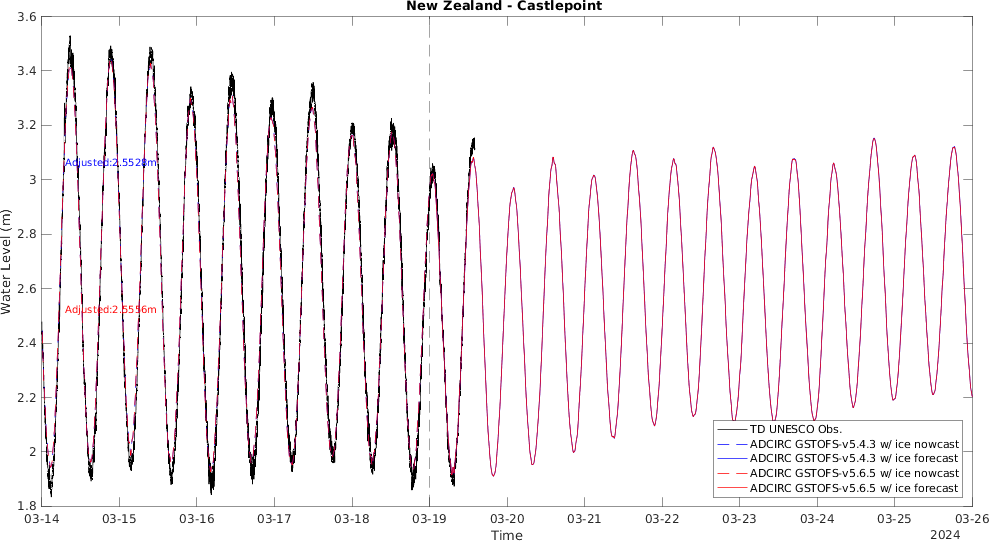 New Zealand - Castlepoint
Water Level (m)
3.6
3.4
3.2
3
2.8
2.6
2.4
2.2
2
1.8
Adjusted:2.5528m
Adjusted:2.5556m
TD UNESCO Obs.
ADCIRC GSTOFS-v5.4.3 w/ ice nowcast
ADCIRC GSTOFS-v5.4.3 w/ ice forecast
ADCIRC GSTOFS-v5.6.5 w/ ice nowcast
ADCIRC GSTOFS-v5.6.5 w/ ice forecast
03-14 03-15 03-16 03-17 03-18 03-19 03-20 03-21 03-22 03-23 03-24 03-25 03-26
Time
2024